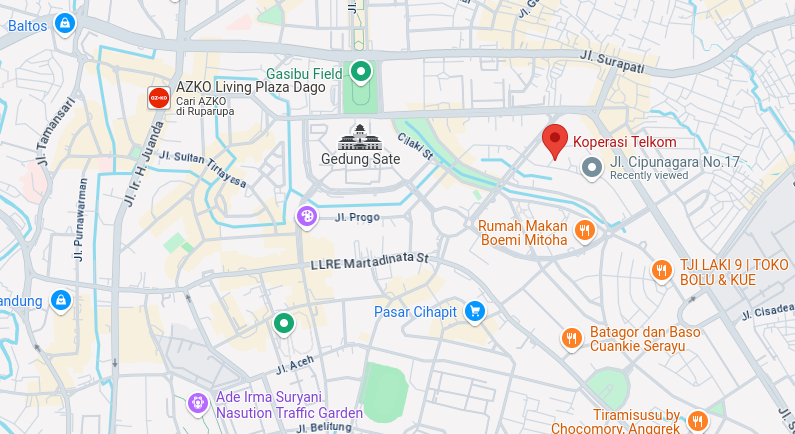 Baltos
Jl. Surapati
Gasibu Field
AZKO Living Plaza Dago
AZKO
Cari AZKO
di Ruparupa
Jl. Tamansari
Jl. Ir. H. Juanda
Cilaki St
Koperasi Telkom
Gedung Sate
Jl. Sultan Tirtayesa
Jl. Cipunagara No.17
Recently viewed
Jl. Purnawarman
Jl. Progo
Rumah Makan
Boemi Mitoha
LLRE Martadinata St
TJI LAKI 9 | TOKO
BOLU & KUE
andung
Pasar Cihapit
Jl. Cisadea
Batagor dan Baso
Cuankie Serayu
Jl. Aceh
Ade Irma Suryani
Nasution Traffic Garden
Tiramisusu by
Chocomory, Anggrek
Jl. Belitung